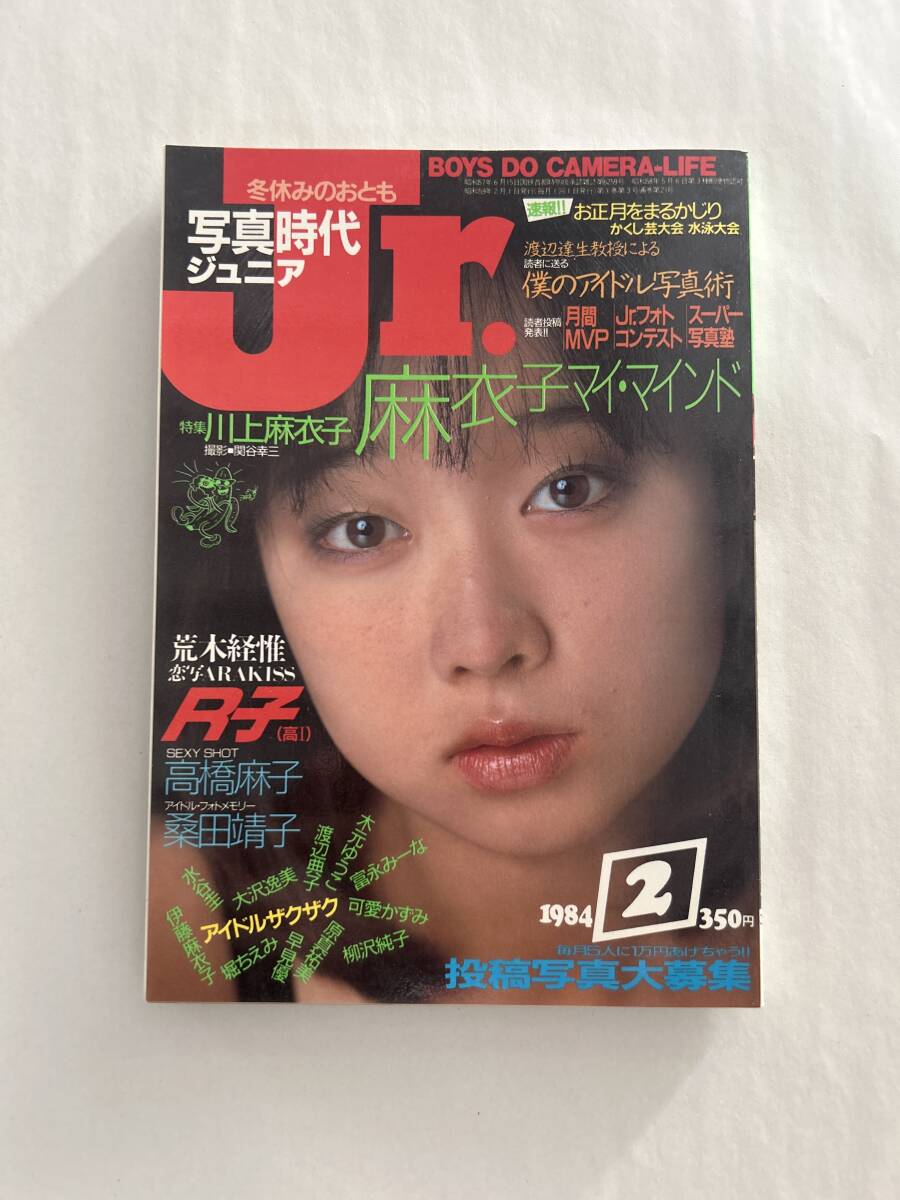 BOYS DO CAMERA-LIFE
冬休みのおとも
写真時代
ジュニア
Jr.
速報!! お正月をまるかじり
かくし芸大会 水泳大会
渡辺達生教授による
読者に送る
僕のアイドル写真術
読者投稿
発表!!
月間
MVP
Jr.フォト
コンテスト
スーパー
写真塾
特集 川上麻衣子 麻衣子マイ・マインド
撮影■関谷幸三
荒木経惟
恋写ARAKISS
R子(高I)
SEXY SHOT
高橋麻子
アイドル・フォトメモリー
桑田靖子
アイドルザクザク
水谷圭
大沢逸美
渡辺典子
木元ゆうこ
富永みーな
可愛かずみ
柳沢純子
早見優
堀ちえみ
伊藤麻衣子
1984 2 350円
毎月5人に1万円あげちゃう!!
投稿写真大募集